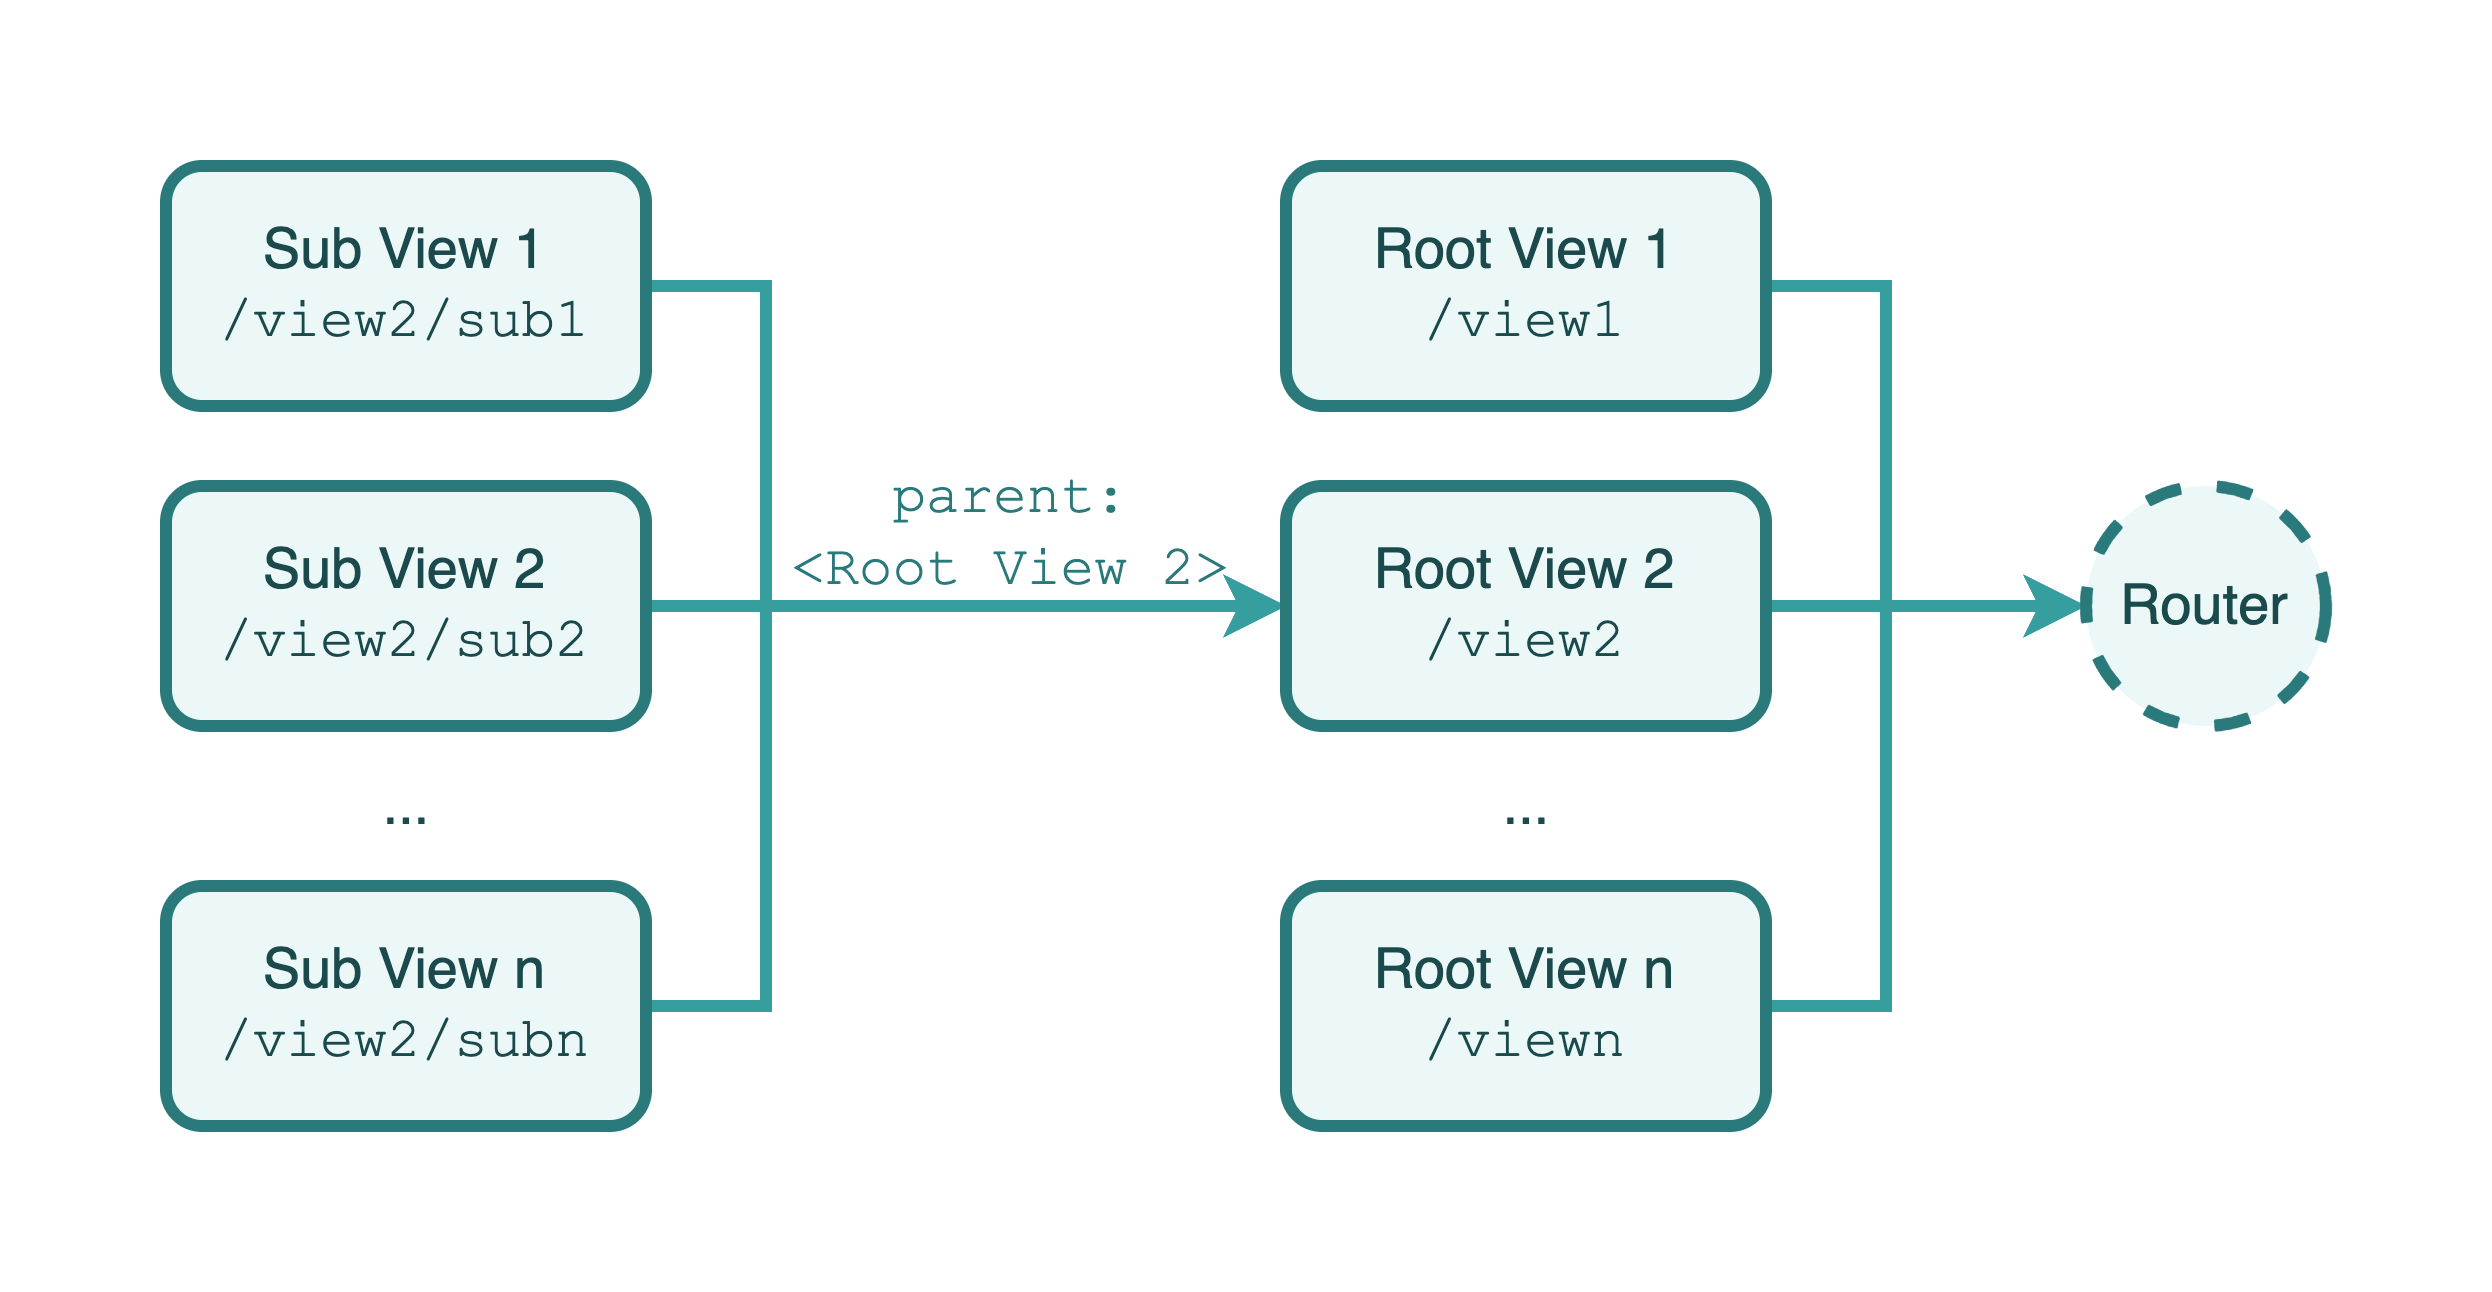 Sub View 1
/view2/sub1
Sub View 2
/view2/sub2
...
Sub View n
/view2/subn
parent:
<Root View 2>
Root View 1
/view1
Root View 2
/view2
...
Root View n
/viewn
Router